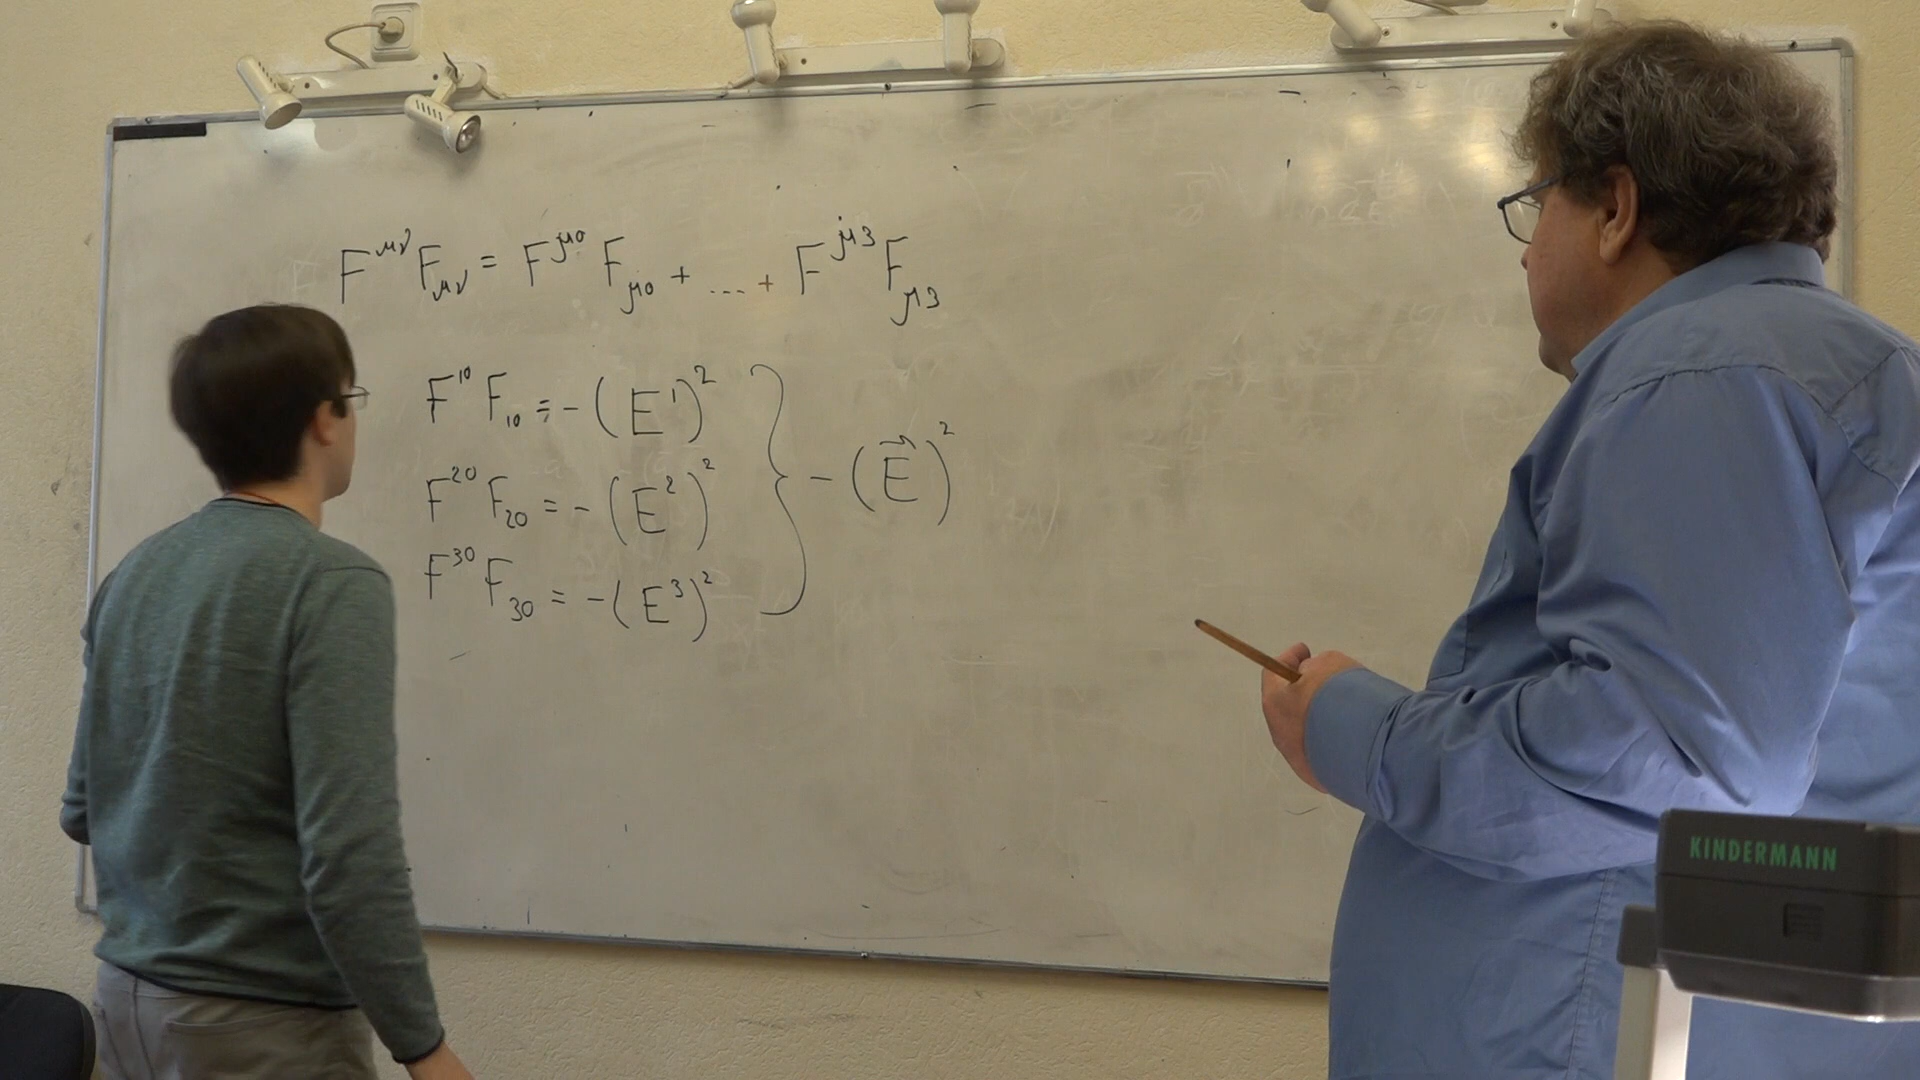 F^{μν} F_{μν} = F^{μ0} F_{μ0} + ... + F^{μ3} F_{μ3}
F^{10} F_{10} = - (E^1)^2
F^{20} F_{20} = - (E^2)^2
F^{30} F_{30} = - (E^3)^2
} - (\vec{E})^2
KINDERMANN